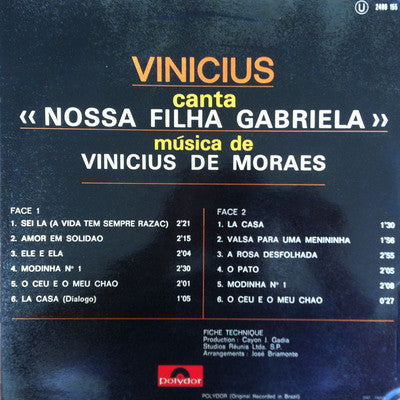 U 2488 155
VINICIUS
canta
« NOSSA FILHA GABRIELA »
música de
VINICIUS DE MORAES
FACE 1
1. SEI LA (A VIDA TEM SEMPRE RAZAC) 2'21
2. AMOR EM SOLIDAO 2'15
3. ELE E ELA 2'04
4. MODINHA Nº 1 2'30
5. O CEU E O MEU CHAO 2'01
6. LA CASA (Dialogo) 1'05
FACE 2
1. LA CASA 1'30
2. VALSA PARA UMA MENININHA 1'56
3. A ROSA DESFOLHADA 2'55
4. O PATO 2'05
5. MODINHA Nº 1 2'08
6. O CEU E O MEU CHAO 0'27
FICHE TECHNIQUE
Production : Cayon J. Gadia
Studios Réunis Ltda. S.P.
Arrangements : José Briamonte
Polydor
POLYDOR (Original Recorded in Brazil)